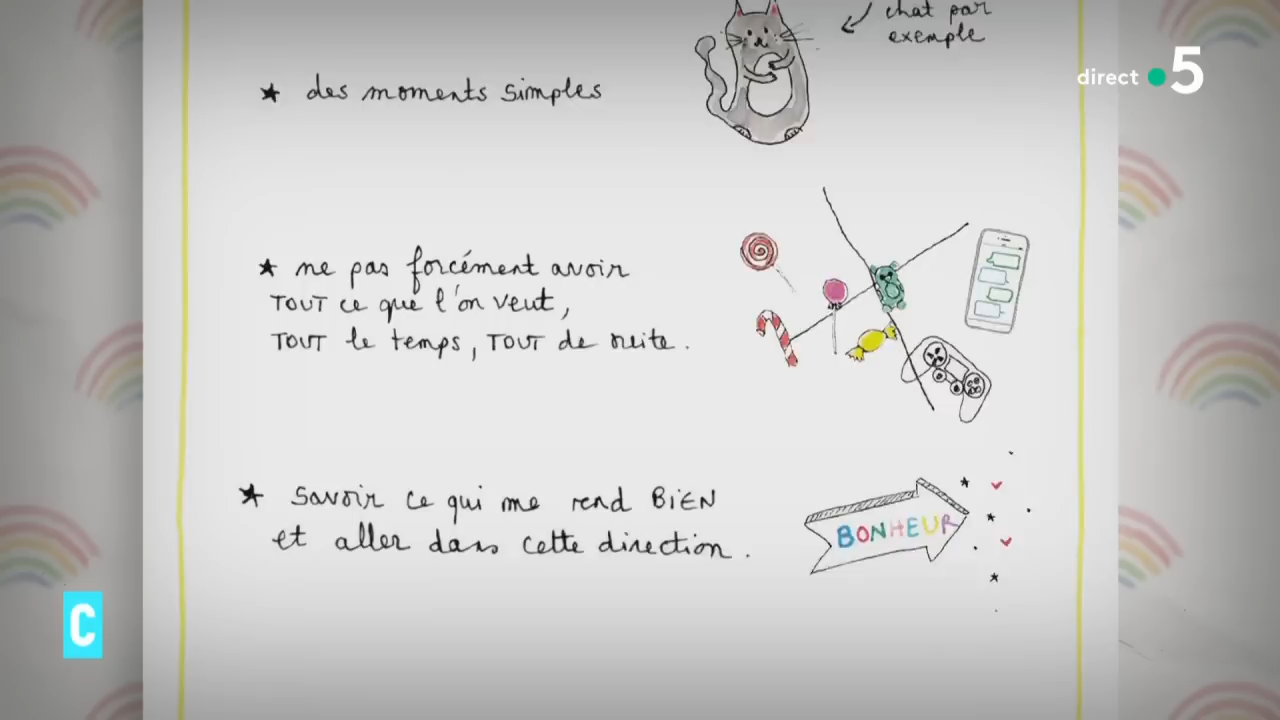 chat par
exemple
direct 5
★ des moments simples
★ ne pas forcément avoir
TOUT ce que l'on veut,
TOUT le temps, TOUT de suite.
★ savoir ce qui me rend BIEN
et aller dans cette direction.
BONHEUR
C